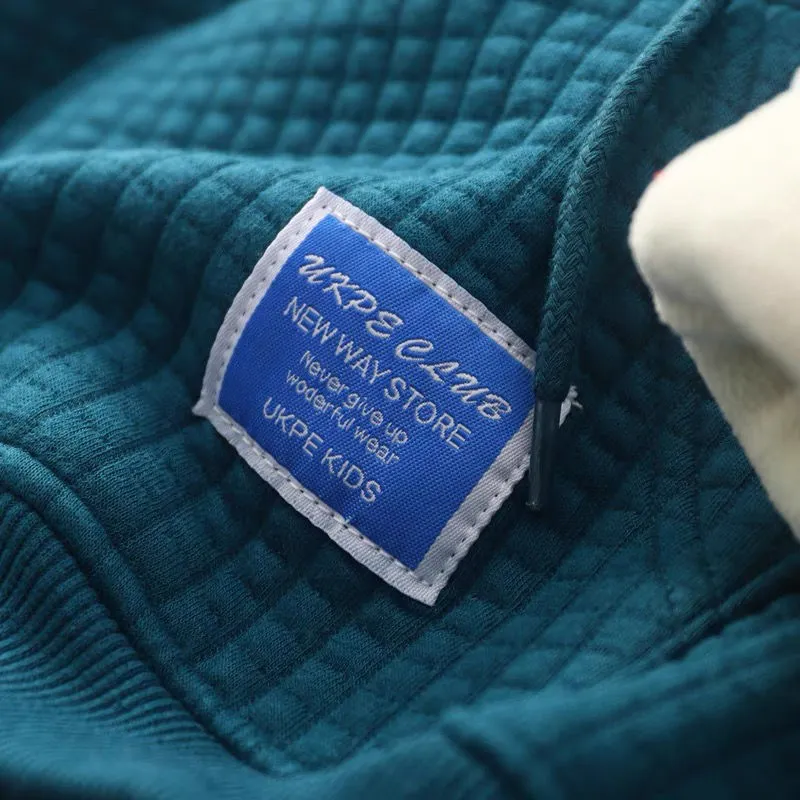 UKPE CLUB
NEW WAY STORE
Never give up
woderful wear
UKPE KIDS